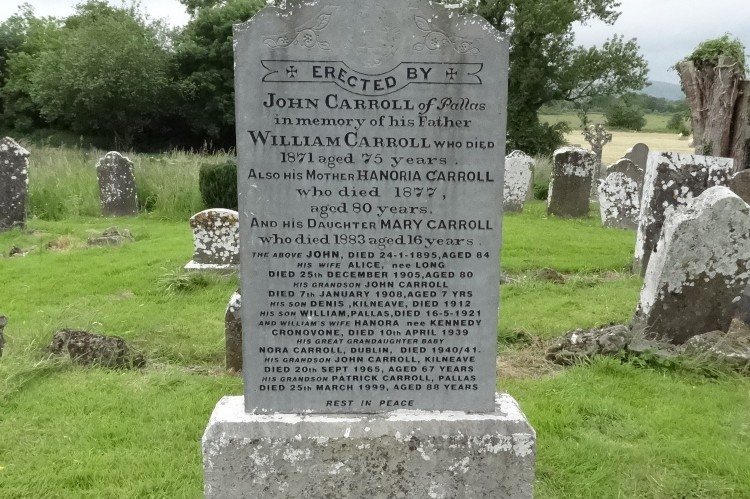 ERECTED BY
JOHN CARROLL of Pallas
in memory of his Father
WILLIAM CARROLL WHO DIED
1871 aged 75 years.
ALSO HIS MOTHER HANORIA CARROLL
who died 1877,
aged 80 years.
AND HIS DAUGHTER MARY CARROLL
who died 1883 aged 16 years.
THE ABOVE JOHN, DIED 24-1-1895, AGED 84
HIS WIFE ALICE, nee LONG
DIED 25th DECEMBER 1905, AGED 80
HIS GRANDSON JOHN CARROLL
DIED 7th JANUARY 1908, AGED 7 YRS
HIS SON DENIS, KILNEAVE, DIED 1912
HIS SON WILLIAM, PALLAS, DIED 16-5-1921
AND WILLIAM'S WIFE HANORA nee KENNEDY
CRONOVONE, DIED 10th APRIL 1939
HIS GREAT GRANDAUGHTER BABY
NORA CARROLL, DUBLIN, DIED 1940/41.
HIS GRANDSON JOHN CARROLL, KILNEAVE
DIED 20th SEPT 1965, AGED 67 YEARS
HIS GRANDSON PATRICK CARROLL, PALLAS
DIED 25th MARCH 1999, AGED 88 YEARS
REST IN PEACE